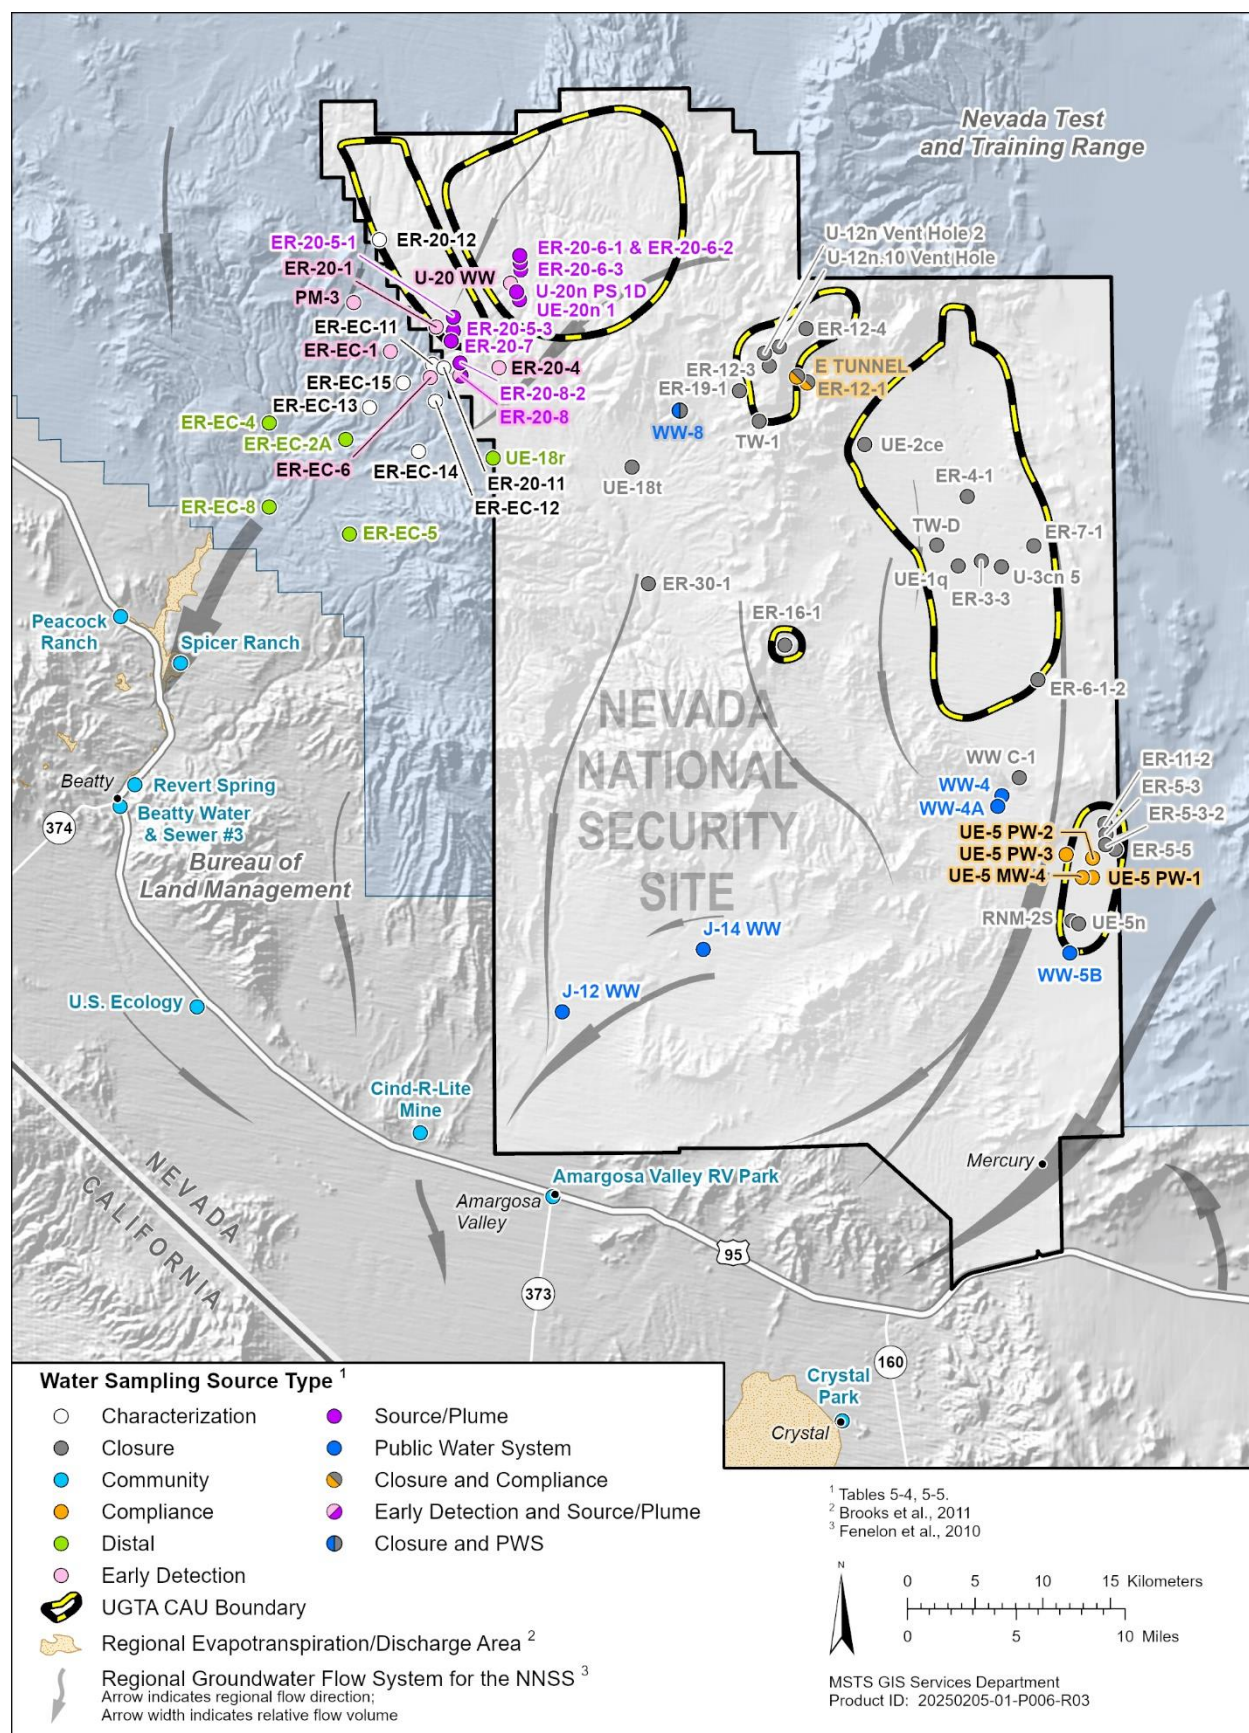 Nevada Test
and Training Range
U-12n Vent Hole 2
U-12n.10 Vent Hole
ER-20-5-1
ER-20-12
ER-20-6-1 & ER-20-6-2
ER-20-1
U-20 WW
ER-20-6-3
PM-3
U-20n PS 1D
UE-20n 1
ER-EC-11
ER-20-5-3
ER-12-4
ER-EC-1
ER-20-7
ER-20-4
ER-12-3
E TUNNEL
ER-EC-15
ER-20-8-2
ER-19-1
ER-12-1
ER-EC-13
ER-20-8
ER-EC-4
WW-8
TW-1
ER-EC-2A
UE-2ce
ER-EC-6
ER-EC-14
UE-18r
UE-18t
ER-20-11
ER-4-1
ER-EC-8
ER-EC-12
ER-EC-5
TW-D
ER-7-1
UE-1q
U-3cn 5
ER-3-3
ER-30-1
ER-16-1
Peacock
Ranch
Spicer Ranch
ER-6-1-2
NEVADA
NATIONAL
SECURITY
SITE
WW C-1
ER-11-2
Beatty
Revert Spring
WW-4
ER-5-3
Beatty Water
& Sewer #3
WW-4A
ER-5-3-2
374
UE-5 PW-2
Bureau of
Land Management
UE-5 PW-3
ER-5-5
UE-5 MW-4
UE-5 PW-1
RNM-2S
UE-5n
J-14 WW
WW-5B
J-12 WW
U.S. Ecology
Cind-R-Lite
Mine
Mercury
NEVADA
CALIFORNIA
Amargosa Valley RV Park
Amargosa
Valley
95
373
160
Crystal
Park
Crystal
Water Sampling Source Type 1
Characterization
Closure
Community
Compliance
Distal
Early Detection
Source/Plume
Public Water System
Closure and Compliance
Early Detection and Source/Plume
Closure and PWS
UGTA CAU Boundary
Regional Evapotranspiration/Discharge Area 2
Regional Groundwater Flow System for the NNSS 3
Arrow indicates regional flow direction;
Arrow width indicates relative flow volume
1 Tables 5-4, 5-5.
2 Brooks et al., 2011
3 Fenelon et al., 2010
N
0 5 10 15 Kilometers
0 5 10 Miles
MSTS GIS Services Department
Product ID: 20250205-01-P006-R03